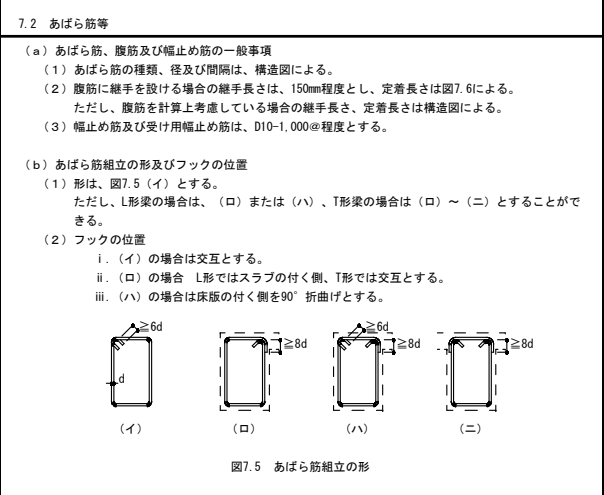 7.2 あばら筋等
(a)あばら筋、腹筋及び幅止め筋の一般事項
(1)あばら筋の種類、径及び間隔は、構造図による。
(2)腹筋に継手を設ける場合の継手長さは、150mm程度とし、定着長さは図7.6による。
ただし、腹筋を計算上考慮している場合の継手長さ、定着長さは構造図による。
(3)幅止め筋及び受け用幅止め筋は、D10-1,000@程度とする。
(b)あばら筋組立の形及びフックの位置
(1)形は、図7.5(イ)とする。
ただし、L形梁の場合は、(ロ)または(ハ)、T形梁の場合は(ロ)~(ニ)とすることがで
きる。
(2)フックの位置
ⅰ.(イ)の場合は交互とする。
ⅱ.(ロ)の場合 L形ではスラブの付く側、T形では交互とする。
ⅲ.(ハ)の場合は床版の付く側を90°折曲げとする。
≧6d
d
(イ)
≧8d
(ロ)
≧6d
≧8d
(ハ)
≧8d
(ニ)
図7.5 あばら筋組立の形